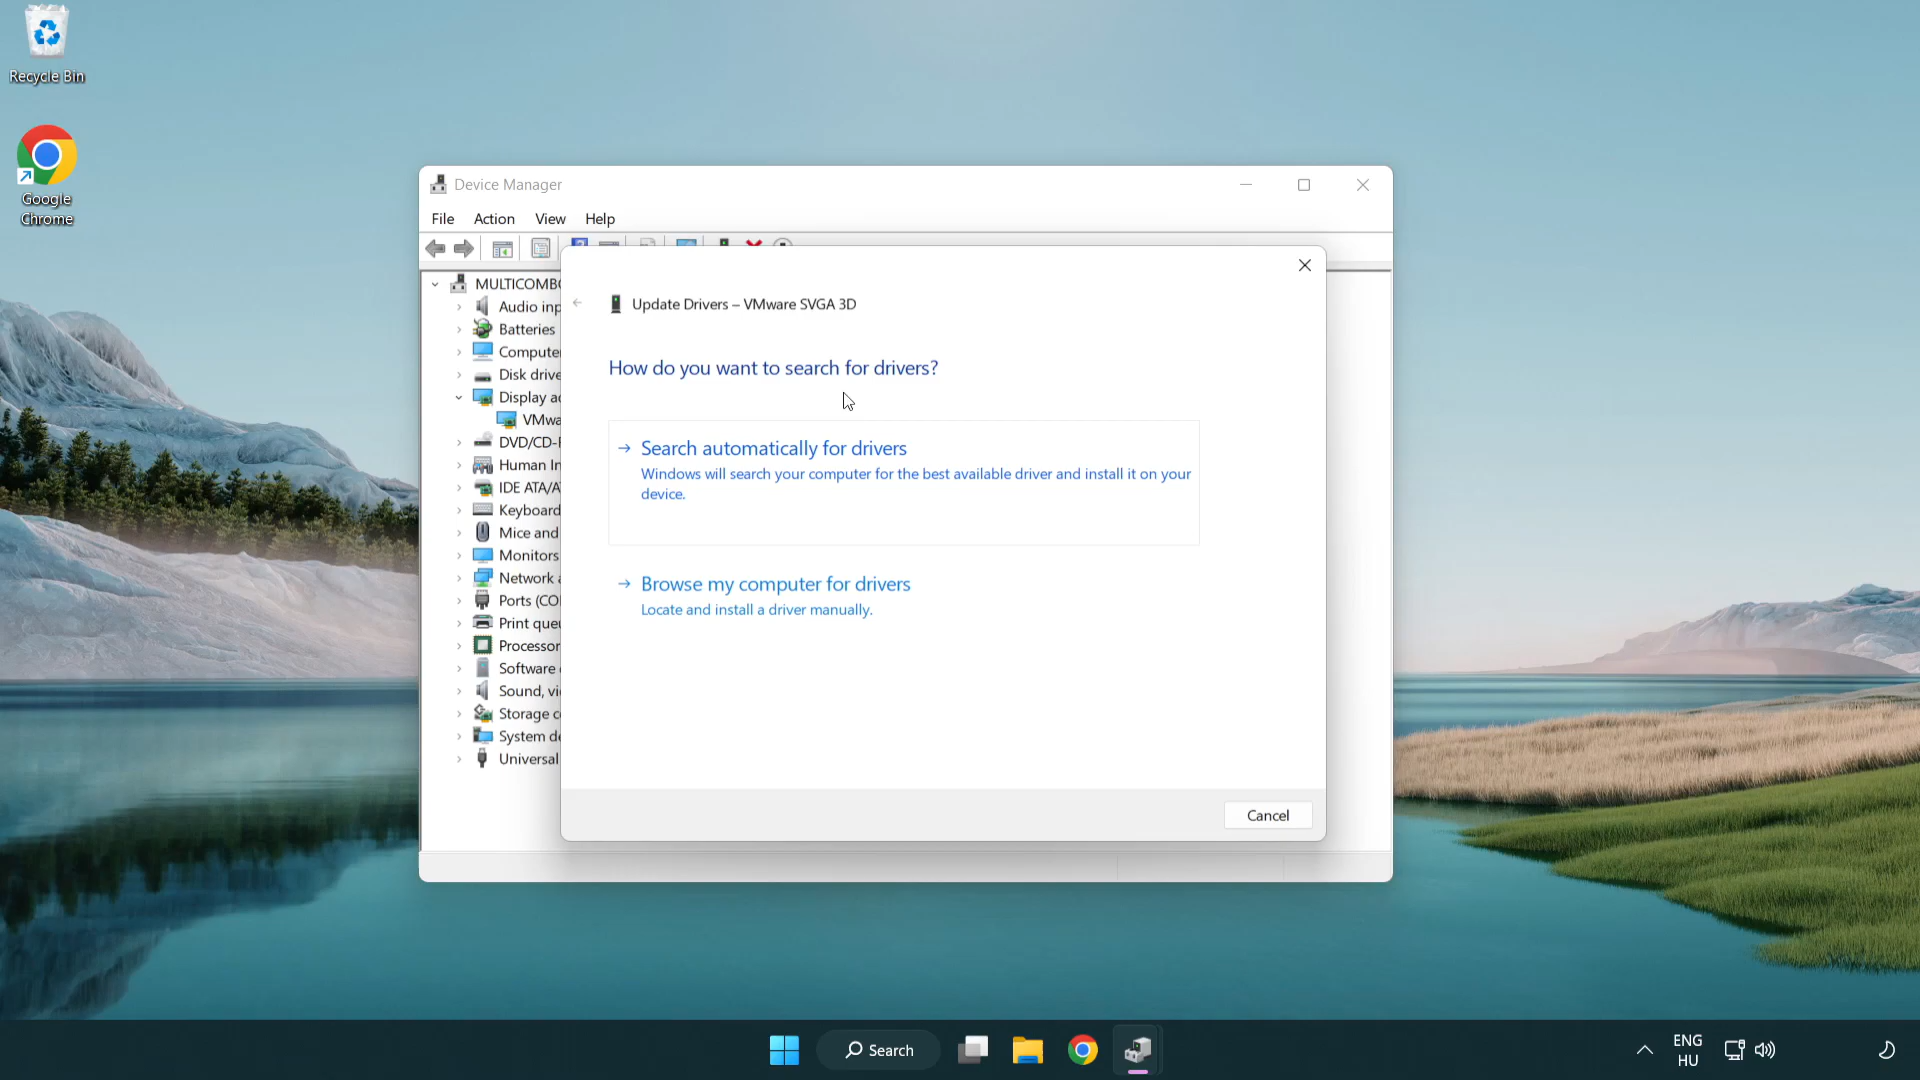 Recycle Bin
Google
Chrome
Device Manager
File Action View Help
MULTICOMB
Audio inp
Batteries
Compute
Disk drive
Display a
VMwa
DVD/CD-
Human In
IDE ATA/A
Keyboard
Mice and
Monitors
Network a
Ports (CO
Print que
Processor
Software
Sound, vi
Storage c
System de
Universal
Update Drivers – VMware SVGA 3D
How do you want to search for drivers?
Search automatically for drivers
Windows will search your computer for the best available driver and install it on your
device.
Browse my computer for drivers
Locate and install a driver manually.
Cancel
Search
ENG
HU